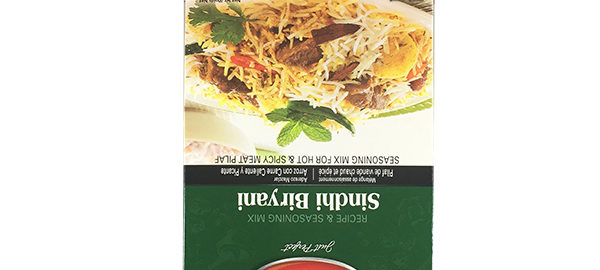 Just Perfect
RECIPE & SEASONING MIX
Sindhi Biryani
Mélange de assaisonnement
Pilaf de viande chaud et épicé
Aderezo Mezclar
Arroz con Carne Caliente y Picante
SEASONING MIX FOR HOT & SPICY MEAT PILAF